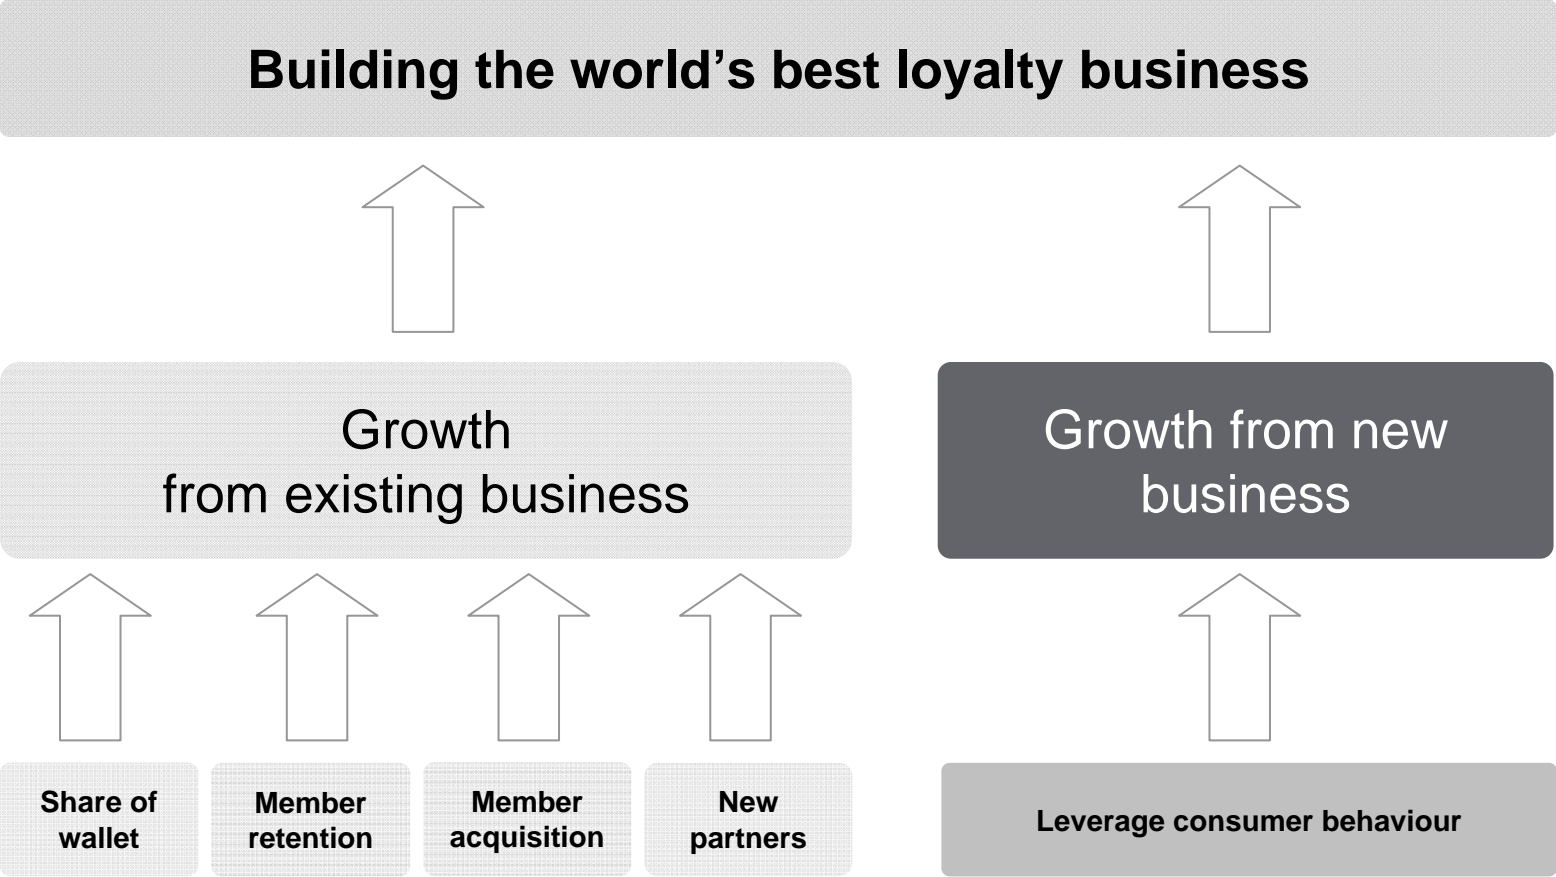 Building the world’s best loyalty business
Growth
from existing business
Growth from new
business
Share of
wallet
Member
retention
Member
acquisition
New
partners
Leverage consumer behaviour